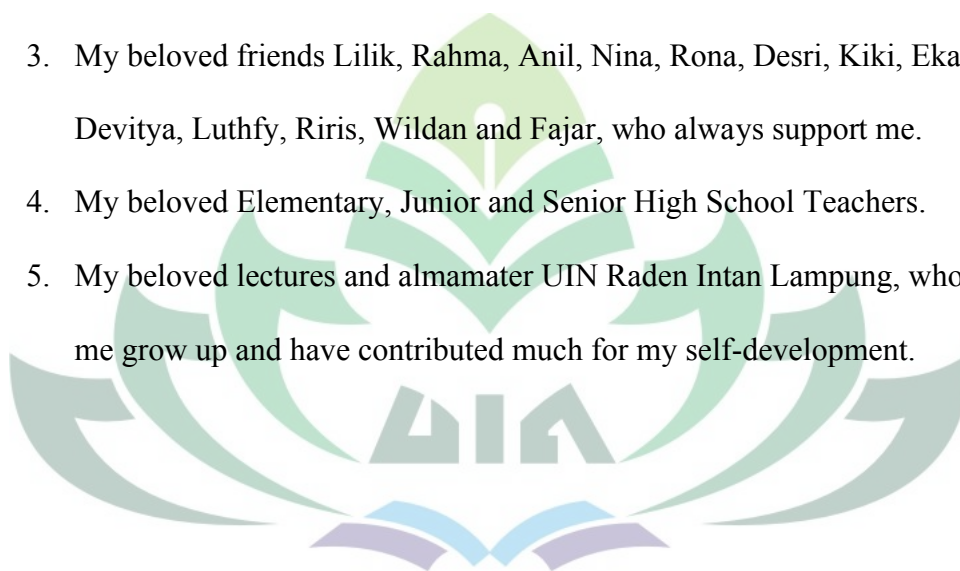 3. My beloved friends Lilik, Rahma, Anil, Nina, Rona, Desri, Kiki, Eka
Devitya, Luthfy, Riris, Wildan and Fajar, who always support me.
4. My beloved Elementary, Junior and Senior High School Teachers.
5. My beloved lectures and almamater UIN Raden Intan Lampung, who
me grow up and have contributed much for my self-development.
UIN